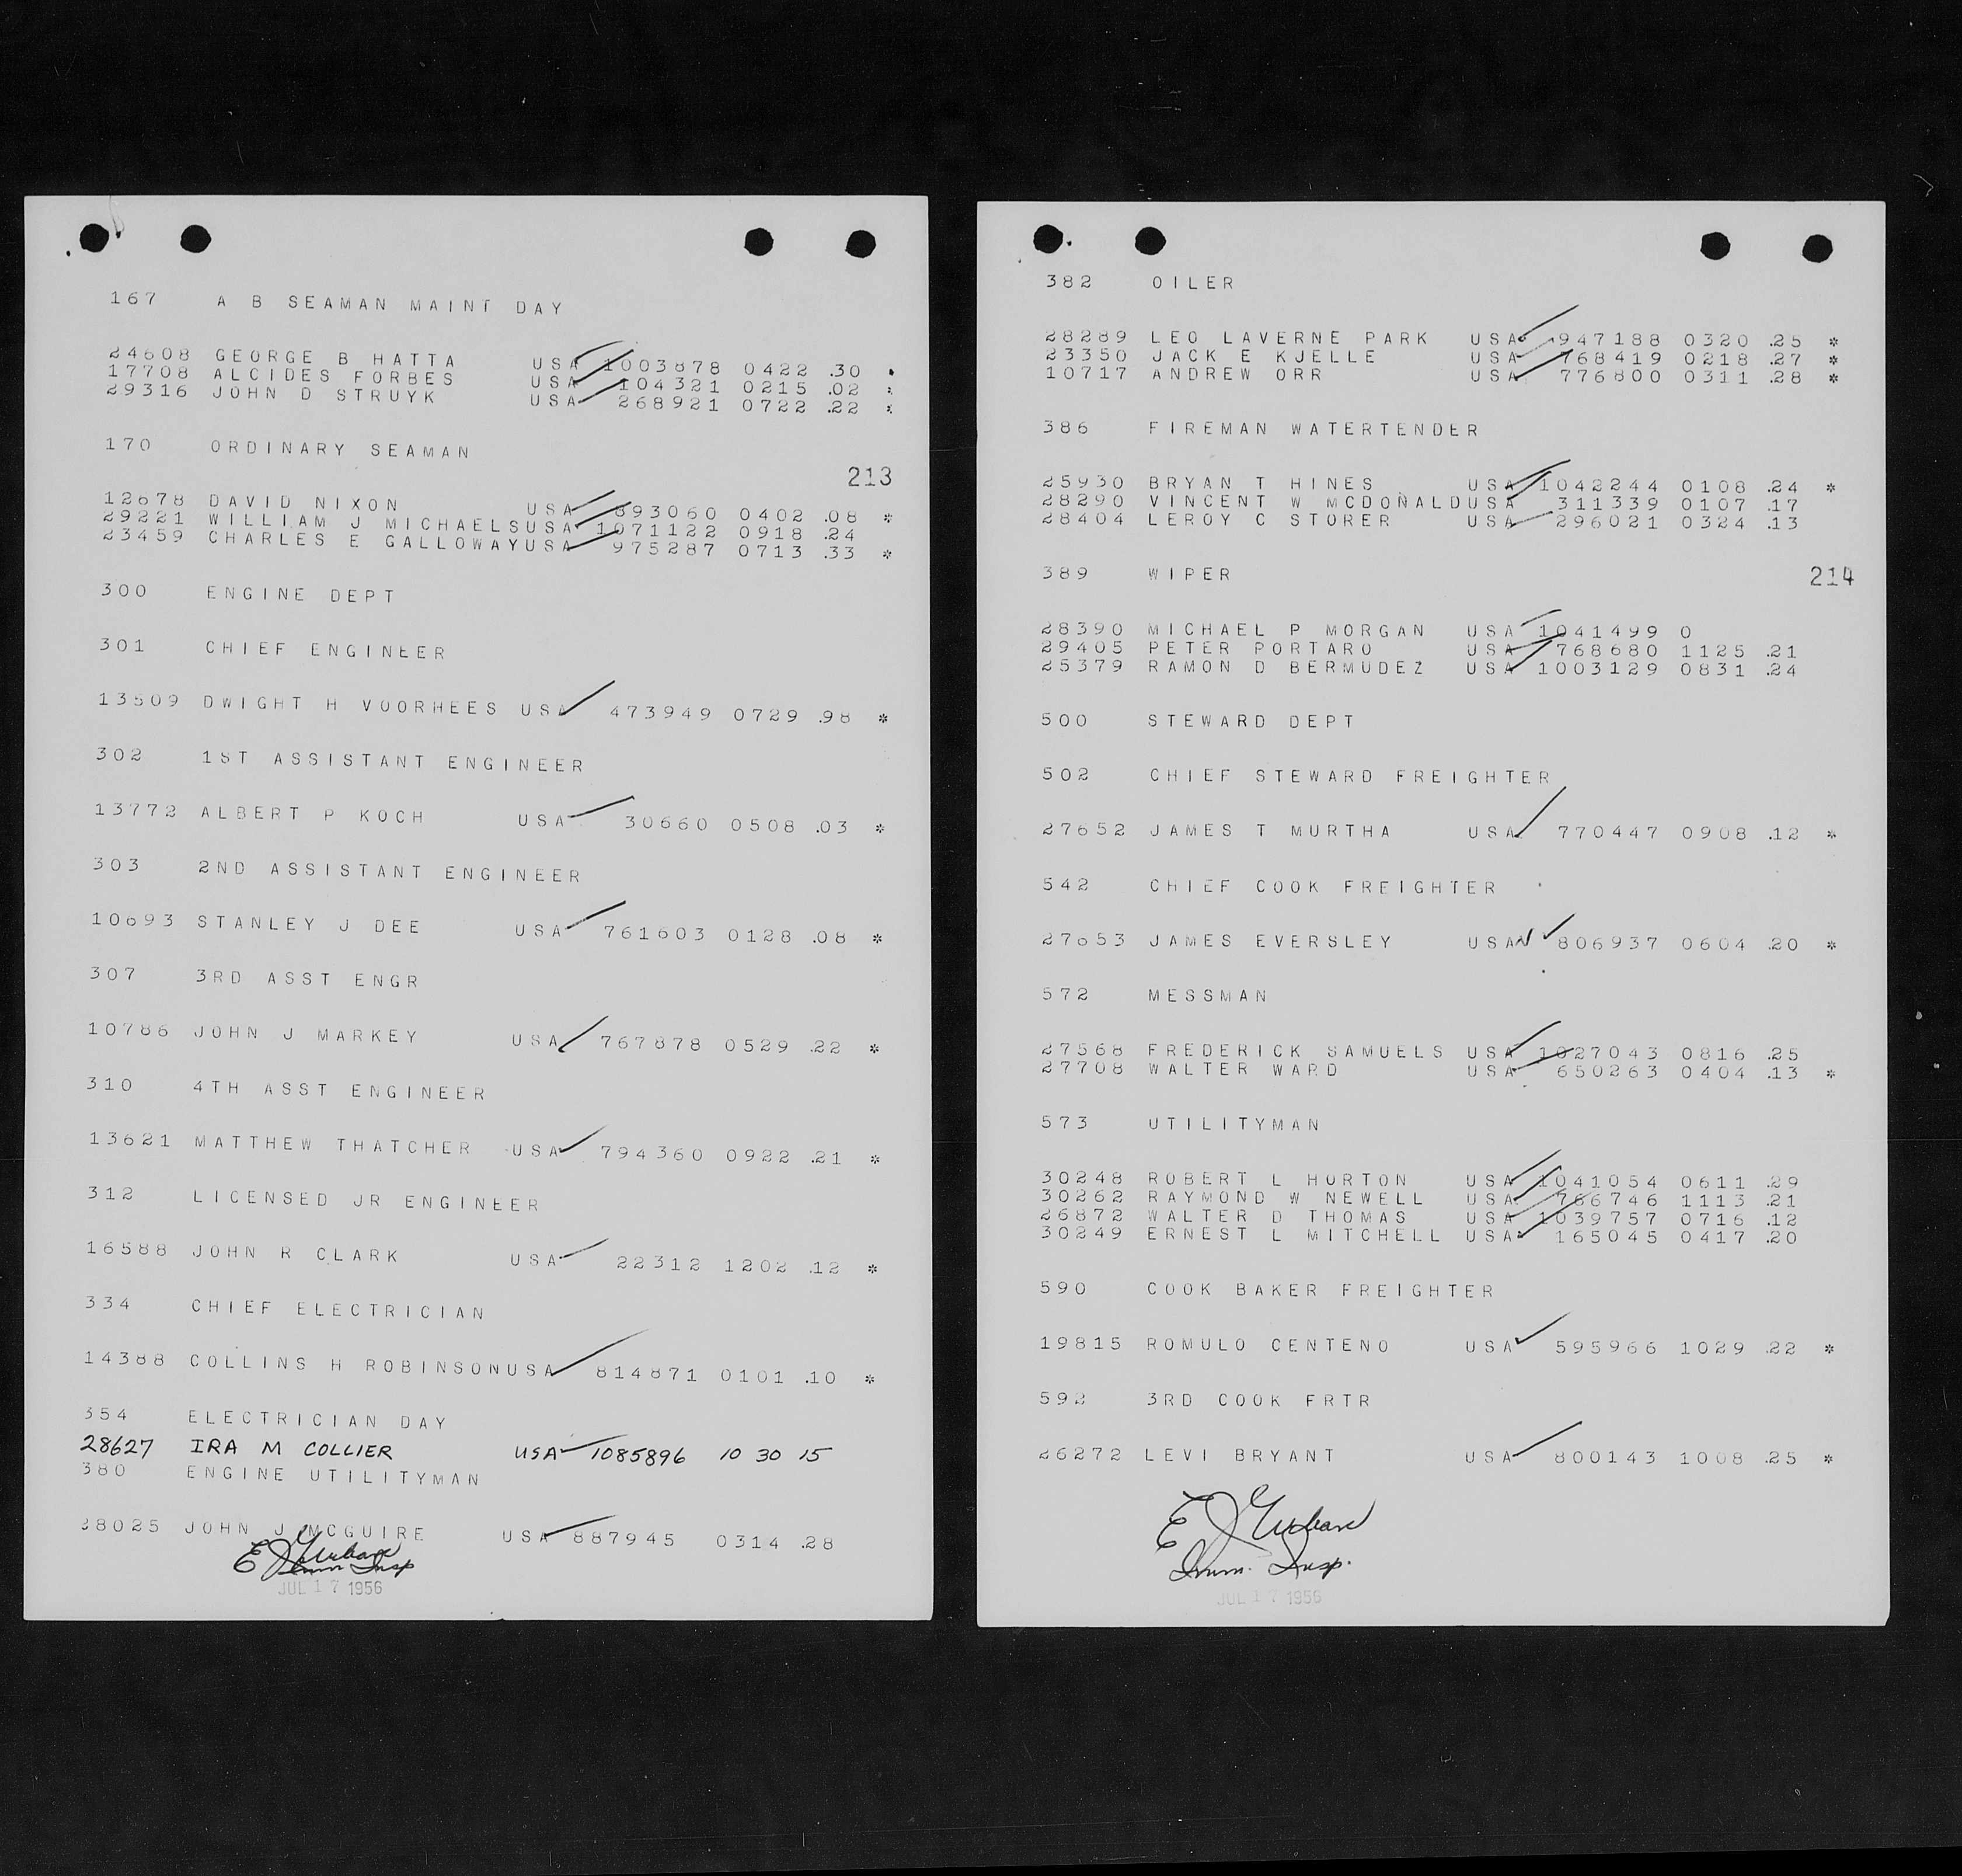 167 A B SEAMAN MAINT DAY
24608 GEORGE B HATTA USA 1003878 0422 .30 *
17708 ALCIDES FORBES USA 104321 0215 .02 *
29316 JOHN D STRUYK USA 268921 0722 .22 *
170 ORDINARY SEAMAN
213
12678 DAVID NIXON USA 893060 0402 .08 *
29221 WILLIAM J MICHAELS USA 1071122 0918 .24
23459 CHARLES E GALLOWAY USA 975287 0713 .33 *
300 ENGINE DEPT
301 CHIEF ENGINEER
13509 DWIGHT H VOORHEES USA 473949 0729 .98 *
302 1ST ASSISTANT ENGINEER
13772 ALBERT P KOCH USA 30660 0508 .03 *
303 2ND ASSISTANT ENGINEER
10693 STANLEY J DEE USA 761603 0128 .08 *
307 3RD ASST ENGR
10786 JOHN J MARKEY USA 767878 0529 .22 *
310 4TH ASST ENGINEER
13621 MATTHEW THATCHER USA 794360 0922 .21 *
312 LICENSED JR ENGINEER
16588 JOHN R CLARK USA 22312 1202 .12 *
334 CHIEF ELECTRICIAN
14388 COLLINS H ROBINSON USA 814871 0101 .10 *
354 ELECTRICIAN DAY
28627 IRA M COLLIER USA 1085896 10 30 15
380 ENGINE UTILITYMAN
28025 JOHN J MCGUIRE USA 887945 0314 .28
E J
Imm Insp
JUL 17 1956
382 OILER
28289 LEO LAVERNE PARK USA 947188 0320 .25 *
23350 JACK E KJELLE USA 768419 0218 .27 *
10717 ANDREW ORR USA 776800 0311 .28 *
386 FIREMAN WATERTENDER
25930 BRYAN T HINES USA 1042244 0108 .24 *
28290 VINCENT W MCDONALD USA 311339 0107 .17
28404 LEROY C STORER USA 296021 0324 .13
389 WIPER
214
28390 MICHAEL P MORGAN USA 1041499 0
29405 PETER PORTARO USA 768680 1125 .21
25379 RAMON D BERMUDEZ USA 1003129 0831 .24
500 STEWARD DEPT
502 CHIEF STEWARD FREIGHTER
27652 JAMES T MURTHA USA 770447 0908 .12 *
542 CHIEF COOK FREIGHTER
27653 JAMES EVERSLEY USA N 806937 0604 .20 *
572 MESSMAN
27568 FREDERICK SAMUELS USA 1027043 0816 .25
27708 WALTER WARD USA 650263 0404 .13 *
573 UTILITYMAN
30248 ROBERT L HORTON USA 1041054 0611 .29
30262 RAYMOND W NEWELL USA 766746 1113 .21
26872 WALTER D THOMAS USA 1039757 0716 .12
30249 ERNEST L MITCHELL USA 165045 0417 .20
590 COOK BAKER FREIGHTER
19815 ROMULO CENTENO USA 595966 1029 .22 *
592 3RD COOK FRTR
26272 LEVI BRYANT USA 800143 1008 .25 *
E J
Imm. Insp.
JUL 17 1956